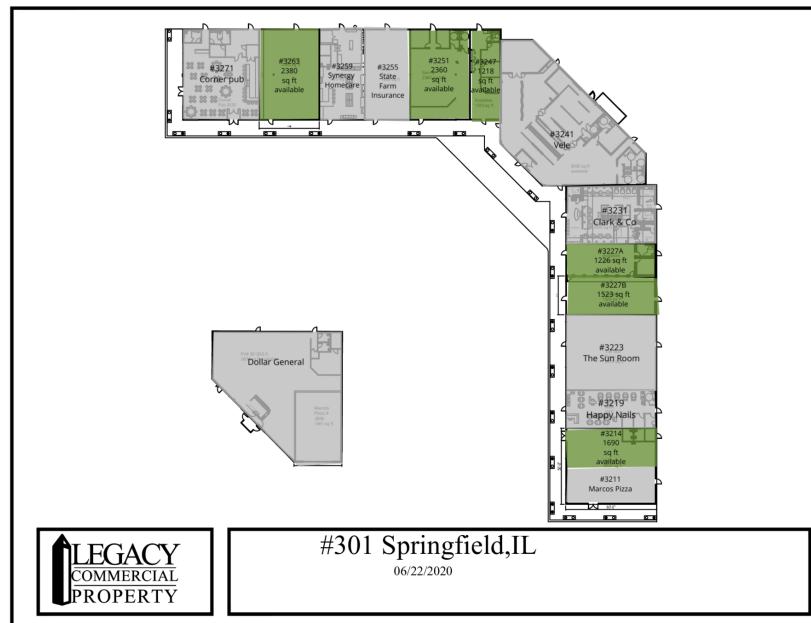 #3271
Corner pub
#3263
2380
sq ft
available
#3259
Synergy
Homecare
#3255
State
Farm
Insurance
#3251
2360
sq ft
available
#3247
1218
sq ft
available
#3241
Vele
#3231
Clark & Co
#3227A
1226 sq ft
available
#3227B
1523 sq ft
available
#3223
The Sun Room
#3219
Happy Nails
#3214
1690
sq ft
available
#3211
Marcos Pizza
Dollar General
Marcos
LEGACY
COMMERCIAL
PROPERTY
#301 Springfield,IL
06/22/2020